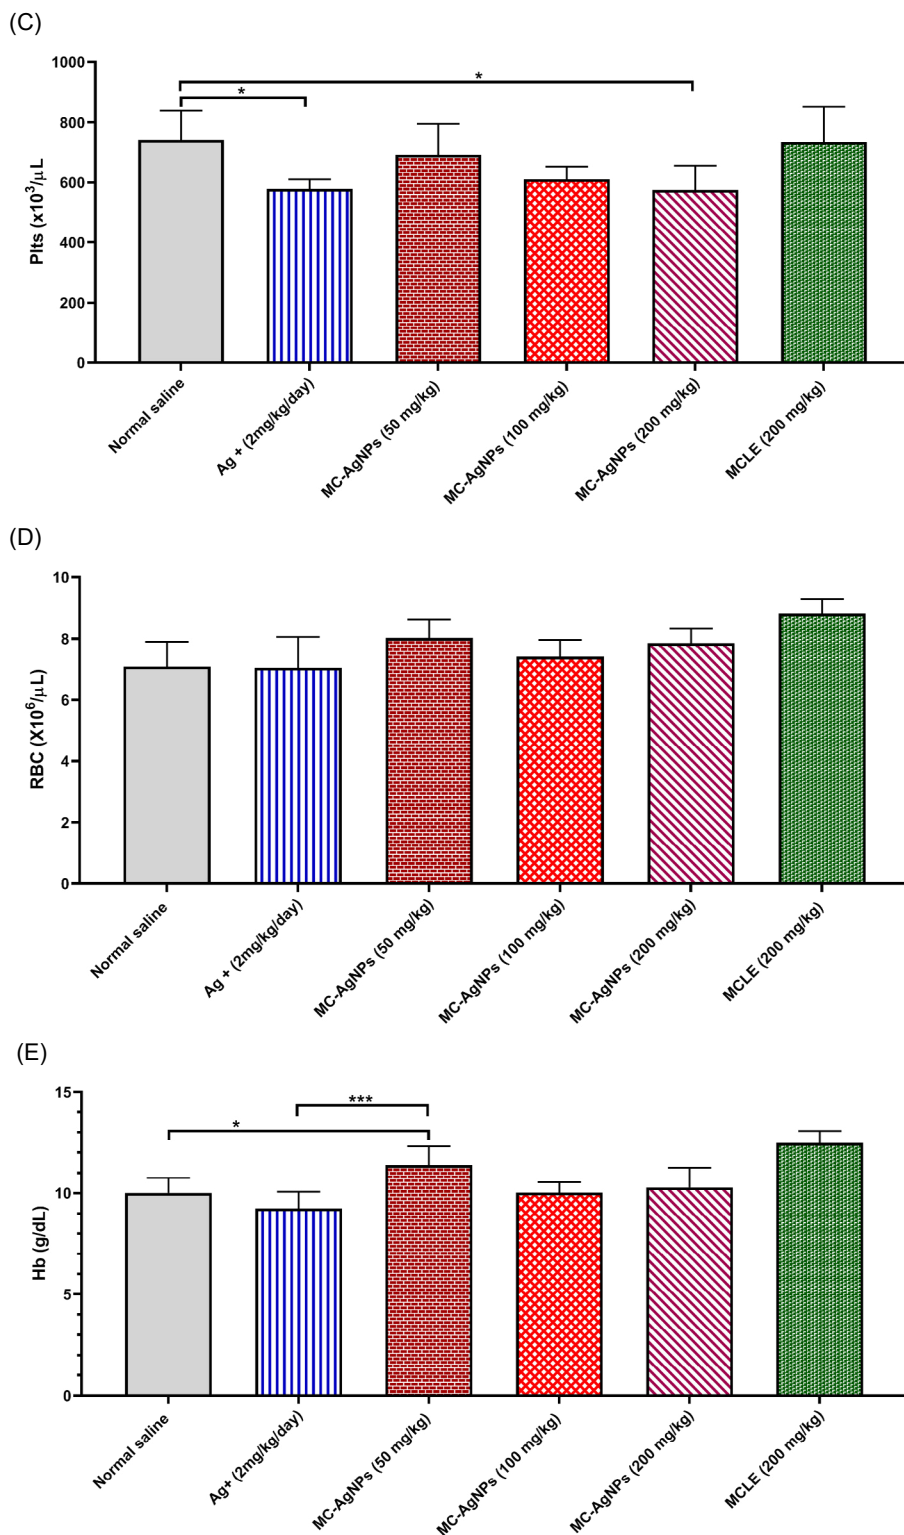 (C)
1000
800
600
400
200
0
Plts (x10³/µL
*
*
Normal saline
Ag + (2mg/kg/day)
MC-AgNPs (50 mg/kg)
MC-AgNPs (100 mg/kg)
MC-AgNPs (200 mg/kg)
MCLE (200 mg/kg)
(D)
10
8
6
4
2
0
RBC (X10⁶/µL)
Normal saline
Ag + (2mg/kg/day)
MC-AgNPs (50 mg/kg)
MC-AgNPs (100 mg/kg)
MC-AgNPs (200 mg/kg)
MCLE (200 mg/kg)
(E)
15
10
5
0
Hb (g/dL)
***
*
Normal saline
Ag+ (2mg/kg/day)
MC-AgNPs (50 mg/kg)
MC-AgNPs (100 mg/kg)
MC-AgNPs (200 mg/kg)
MCLE (200 mg/kg)